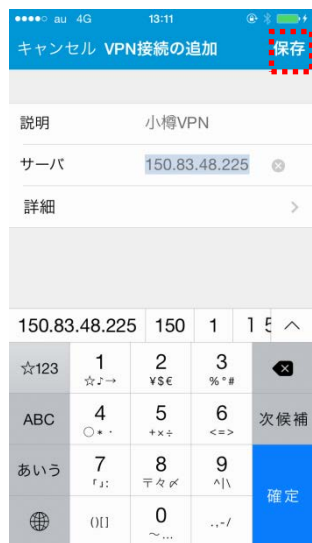 au 4G 13:11
キャンセル VPN接続の追加 保存
説明 小樽VPN
サーバ 150.83.48.225
詳細
150.83.48.225 150 1 1 5
☆123 1 2 3
☆♪→ ¥$€ %°#
ABC 4 5 6 次候補
○*・ +×÷ <=>
あいう 7 8 9
「」: 〒々〆 ^|\
確定
()[] 0 .,-/
~...